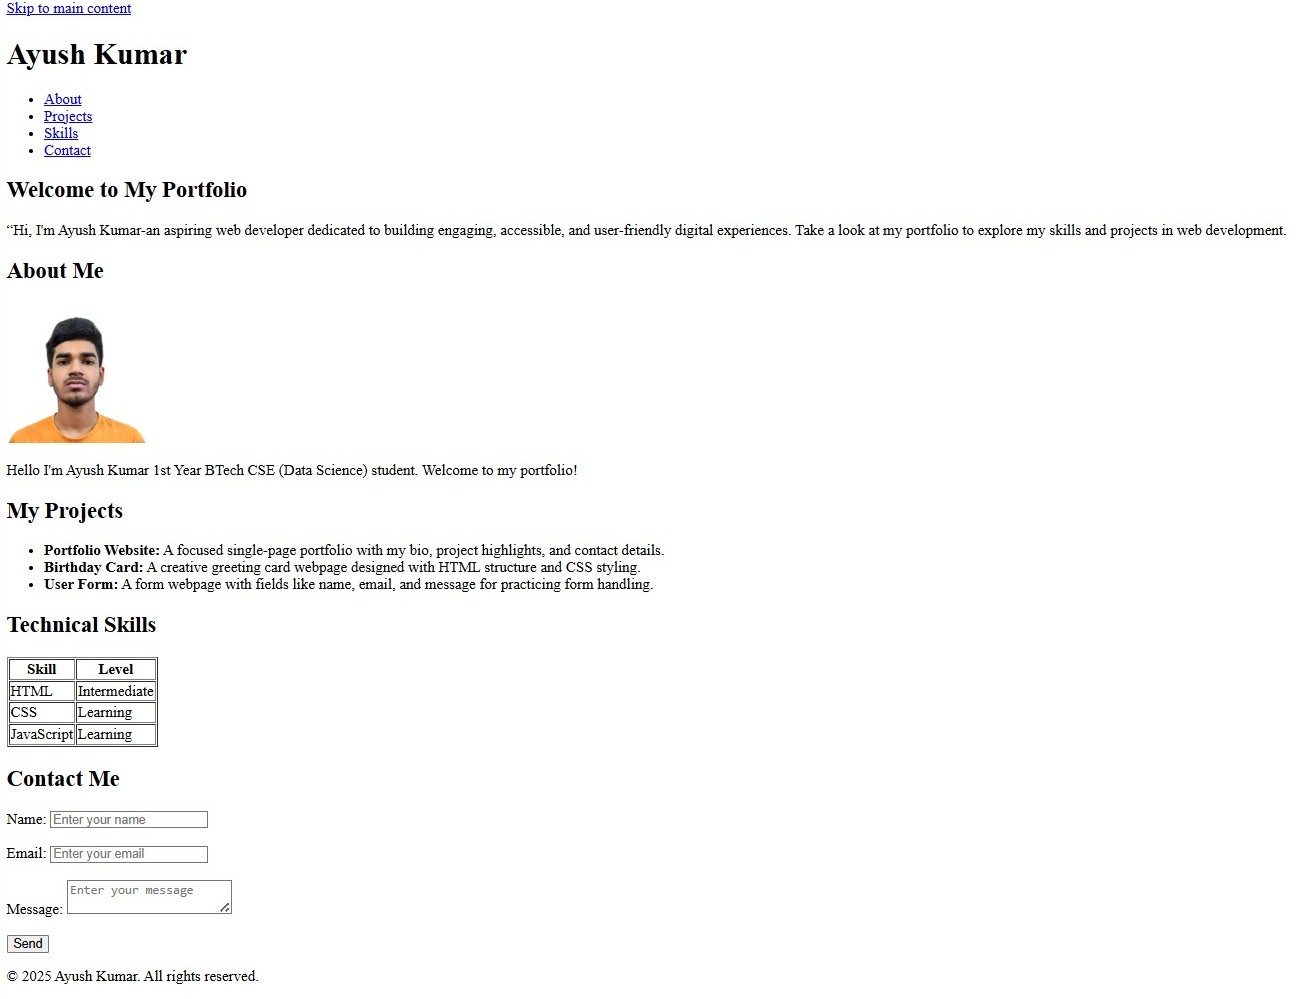 Skip to main content
Ayush Kumar
• About
• Projects
• Skills
• Contact
Welcome to My Portfolio
“Hi, I'm Ayush Kumar-an aspiring web developer dedicated to building engaging, accessible, and user-friendly digital experiences. Take a look at my portfolio to explore my skills and projects in web development.
About Me
Hello I'm Ayush Kumar 1st Year BTech CSE (Data Science) student. Welcome to my portfolio!
My Projects
• Portfolio Website: A focused single-page portfolio with my bio, project highlights, and contact details.
• Birthday Card: A creative greeting card webpage designed with HTML structure and CSS styling.
• User Form: A form webpage with fields like name, email, and message for practicing form handling.
Technical Skills
Skill Level
HTML Intermediate
CSS Learning
JavaScript Learning
Contact Me
Name: Enter your name
Email: Enter your email
Message: Enter your message
Send
© 2025 Ayush Kumar. All rights reserved.